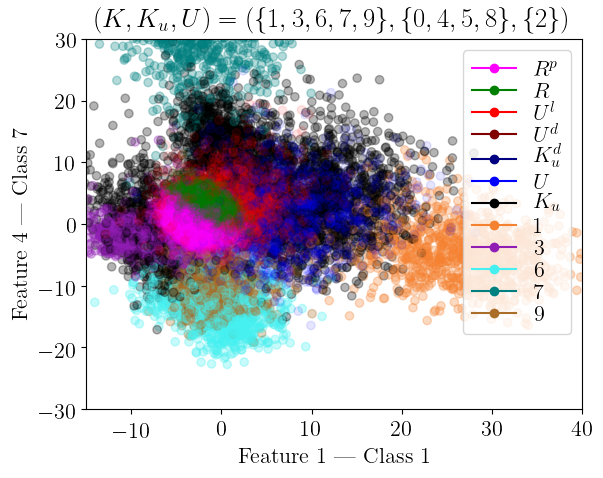 (K, K_u, U) = ({1, 3, 6, 7, 9}, {0, 4, 5, 8}, {2})
30
20
10
0
−10
−20
−30
Feature 4 — Class 7
R^p
R
U^l
U^d
K_u^d
U
K_u
1
3
6
7
9
−10
0
10
20
30
40
Feature 1 — Class 1